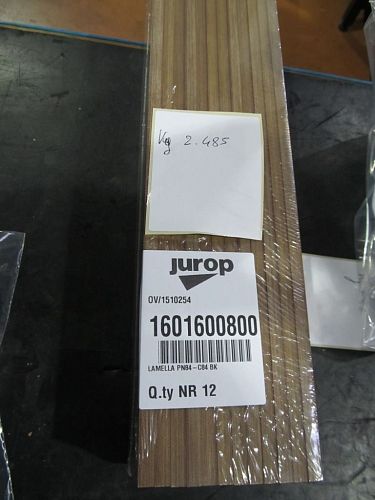 Kg 2.485
jurop
OV/1510254
1601600800
LAMELLA PN84-C84 BK
Q.ty NR 12